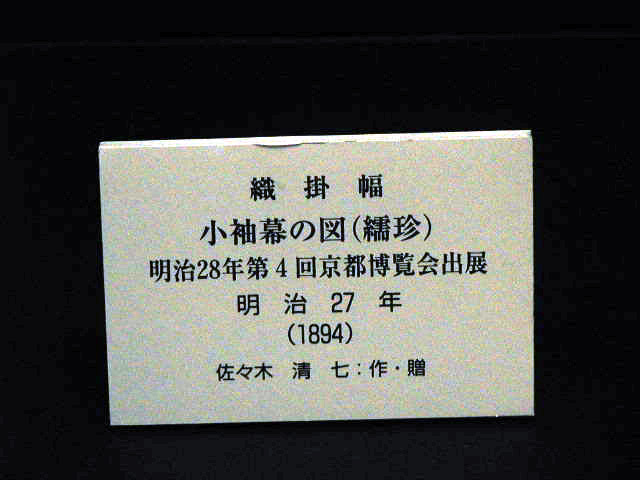 織 掛 幅
小袖幕の図(繻珍)
明治28年第4回京都博覧会出展
明 治 27 年
(1894)
佐々木 清 七:作・贈